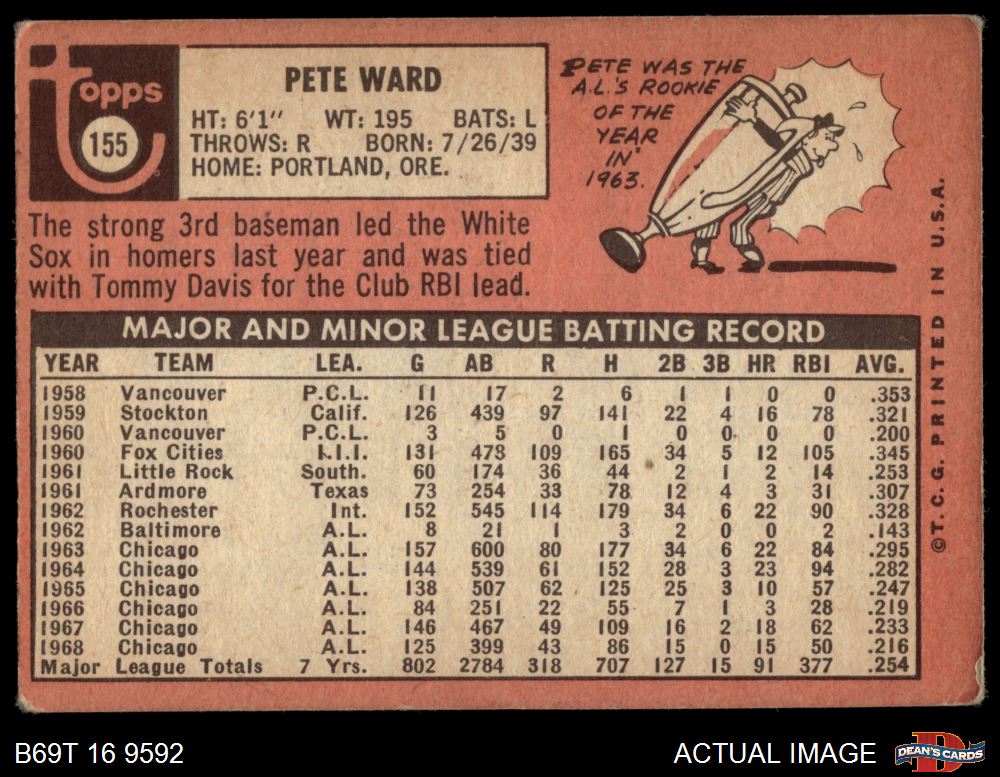 Topps
155
PETE WARD
HT: 6'1" WT: 195 BATS: L
THROWS: R BORN: 7/26/39
HOME: PORTLAND, ORE.
PETE WAS THE
A.L.'S ROOKIE
OF THE
YEAR
IN
1963.
The strong 3rd baseman led the White
Sox in homers last year and was tied
with Tommy Davis for the Club RBI lead.
MAJOR AND MINOR LEAGUE BATTING RECORD
YEAR TEAM LEA. G AB R H 2B 3B HR RBI AVG.
1958 Vancouver P.C.L. 11 17 2 6 1 1 0 0 .353
1959 Stockton Calif. 126 439 97 141 22 4 16 78 .321
1960 Vancouver P.C.L. 3 5 0 1 0 0 0 0 .200
1960 Fox Cities I.I.I. 131 478 109 165 34 5 12 105 .345
1961 Little Rock South. 60 174 36 44 2 1 2 14 .253
1961 Ardmore Texas 73 254 33 78 12 4 3 31 .307
1962 Rochester Int. 152 545 114 179 34 6 22 90 .328
1962 Baltimore A.L. 8 21 1 3 2 0 0 2 .143
1963 Chicago A.L. 157 600 80 177 34 6 22 84 .295
1964 Chicago A.L. 144 539 61 152 28 3 23 94 .282
1965 Chicago A.L. 138 507 62 125 25 3 10 57 .247
1966 Chicago A.L. 84 251 22 55 7 1 3 28 .219
1967 Chicago A.L. 146 467 49 109 16 2 18 62 .233
1968 Chicago A.L. 125 399 43 86 15 0 15 50 .216
Major League Totals 7 Yrs. 802 2784 318 707 127 15 91 377 .254
©T.C.G. PRINTED IN U.S.A.
B69T 16 9592
ACTUAL IMAGE
DEAN'S CARDS